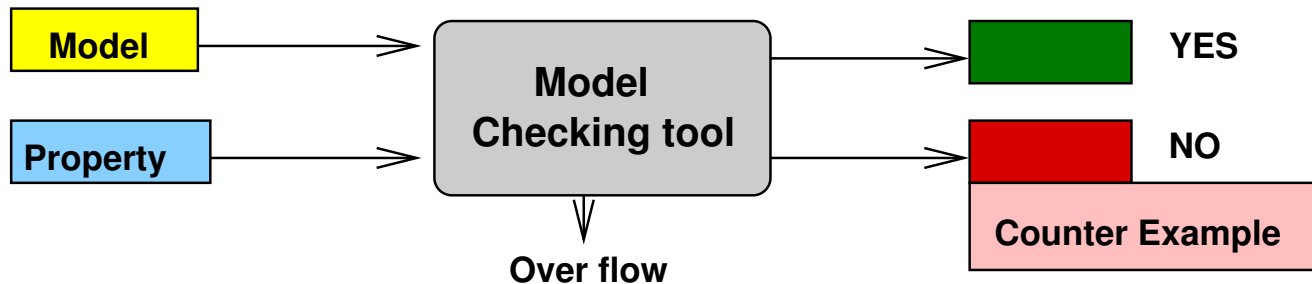 Model
Property
Model
Checking tool
Over flow
YES
NO
Counter Example